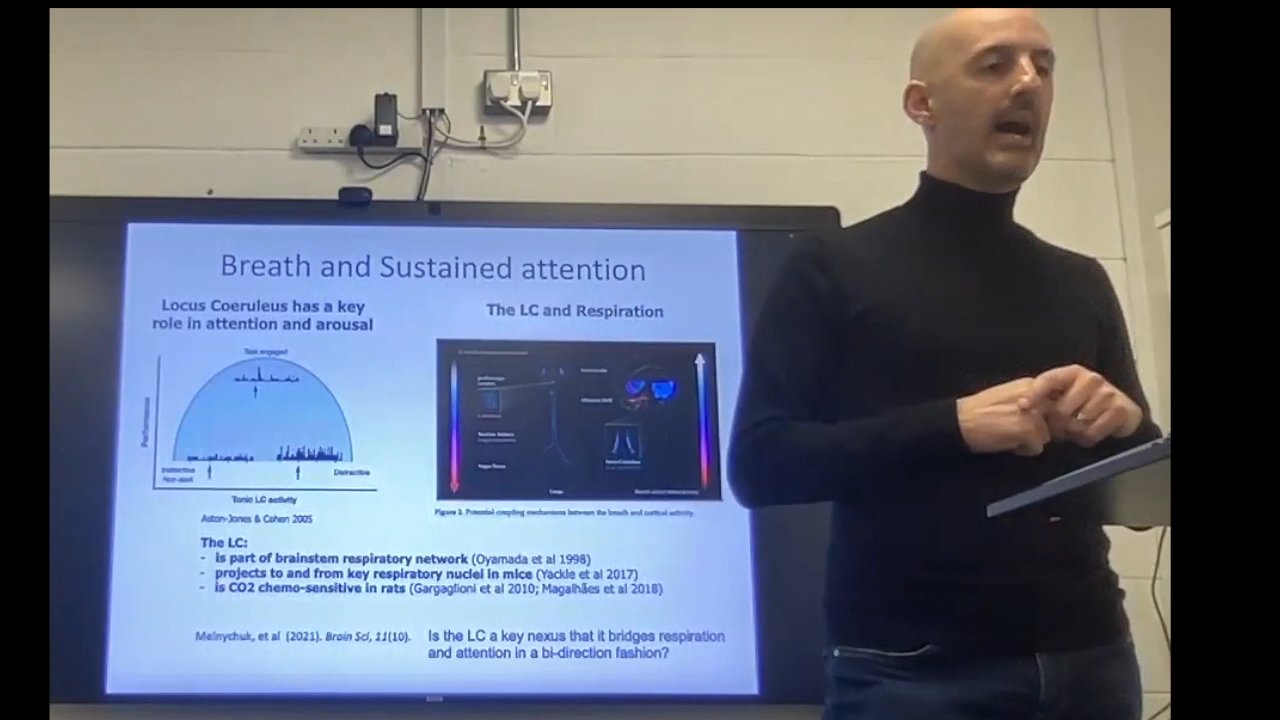 Breath and Sustained attention
Locus Coeruleus has a key
role in attention and arousal
The LC and Respiration
Task engaged
Performance
Inattentive
Non-alert
Distractible
Tonic LC activity
Aston-Jones & Cohen 2005
Vagus Nerve
Lungs
Figure 2. Potential coupling mechanisms between the breath and cortical activity.
The LC:
- is part of brainstem respiratory network (Oyamada et al 1998)
- projects to and from key respiratory nuclei in mice (Yackle et al 2017)
- is CO2 chemo-sensitive in rats (Gargaglioni et al 2010; Magalhães et al 2018)
Melnychuk, et al (2021). Brain Sci, 11(10).
Is the LC a key nexus that it bridges respiration
and attention in a bi-direction fashion?